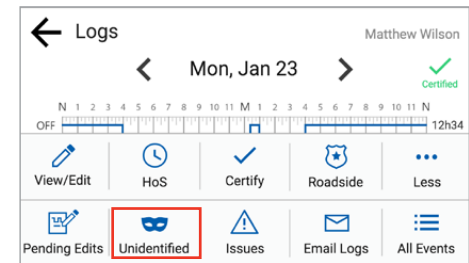 Logs
Matthew Wilson
Mon, Jan 23
Certified
N 1 2 3 4 5 6 7 8 9 10 11 M 1 2 3 4 5 6 7 8 9 10 11 N
OFF 12h34
View/Edit HoS Certify Roadside Less
Pending Edits Unidentified Issues Email Logs All Events